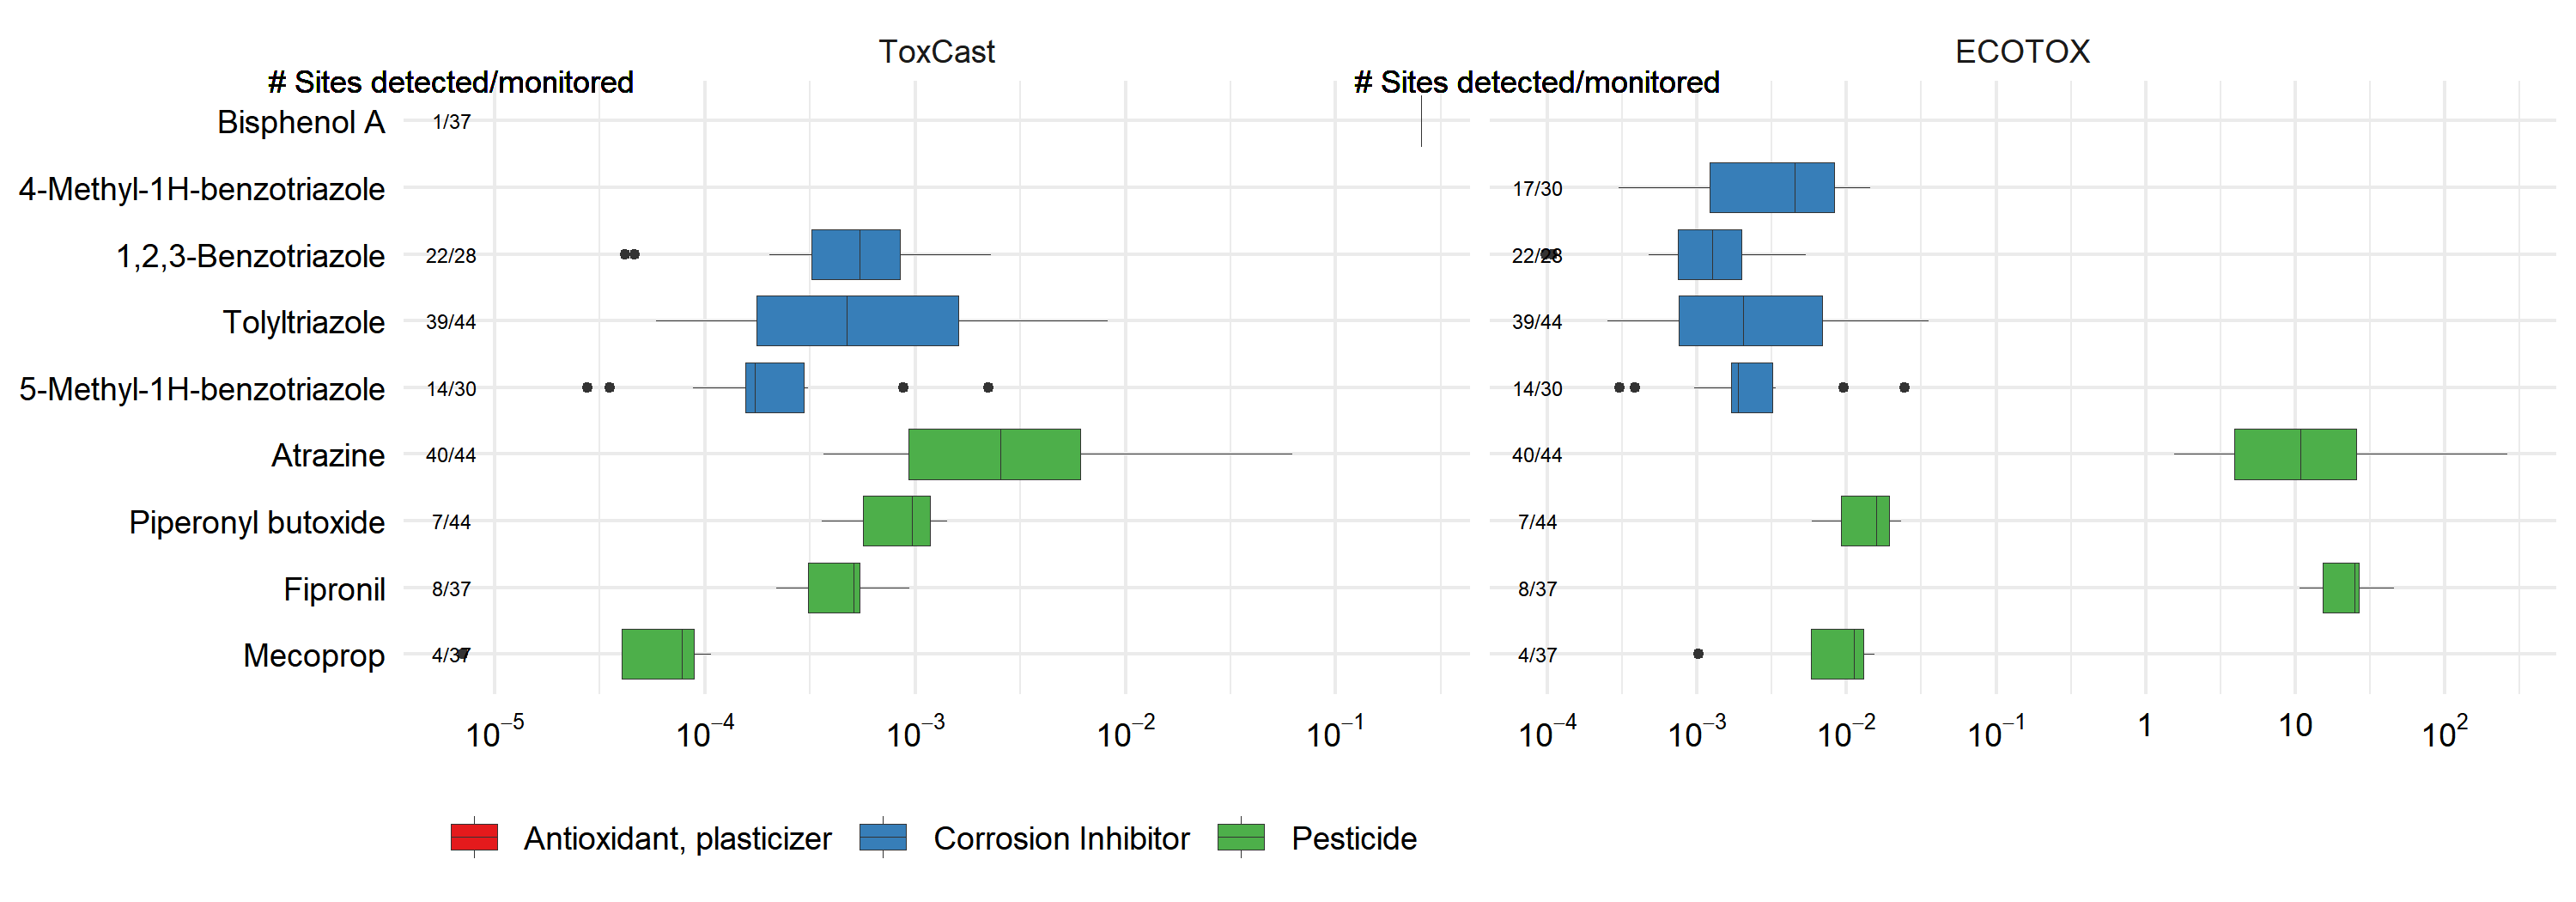 ToxCast ECOTOX
# Sites detected/monitored # Sites detected/monitored
Bisphenol A 1/37
4-Methyl-1H-benzotriazole 17/30
1,2,3-Benzotriazole 22/28 22/28
Tolyltriazole 39/44 39/44
5-Methyl-1H-benzotriazole 14/30 14/30
Atrazine 40/44 40/44
Piperonyl butoxide 7/44 7/44
Fipronil 8/37 8/37
Mecoprop 4/37 4/37
10⁻⁵ 10⁻⁴ 10⁻³ 10⁻² 10⁻¹ 10⁻⁴ 10⁻³ 10⁻² 10⁻¹ 1 10 10²
Antioxidant, plasticizer Corrosion Inhibitor Pesticide